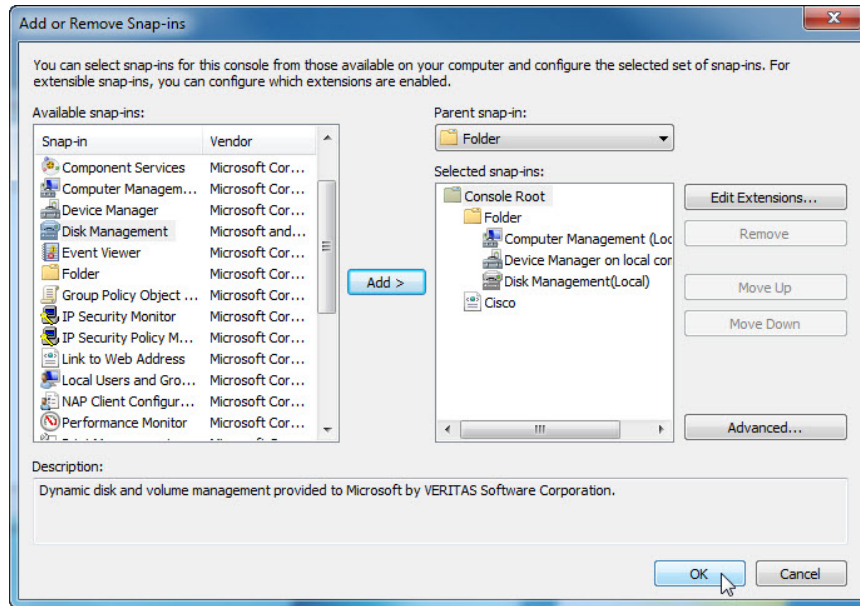 Add or Remove Snap-ins
You can select snap-ins for this console from those available on your computer and configure the selected set of snap-ins. For
extensible snap-ins, you can configure which extensions are enabled.
Available snap-ins:
Snap-in Vendor
Component Services Microsoft Cor...
Computer Managem... Microsoft Cor...
Device Manager Microsoft Cor...
Disk Management Microsoft and...
Event Viewer Microsoft Cor...
Folder Microsoft Cor...
Group Policy Object ... Microsoft Cor...
IP Security Monitor Microsoft Cor...
IP Security Policy M... Microsoft Cor...
Link to Web Address Microsoft Cor...
Local Users and Gro... Microsoft Cor...
NAP Client Configur... Microsoft Cor...
Performance Monitor Microsoft Cor...
Add >
Parent snap-in:
Folder
Selected snap-ins:
Console Root
Folder
Computer Management (Loc
Device Manager on local cor
Disk Management(Local)
Cisco
Edit Extensions...
Remove
Move Up
Move Down
Advanced...
Description:
Dynamic disk and volume management provided to Microsoft by VERITAS Software Corporation.
OK Cancel